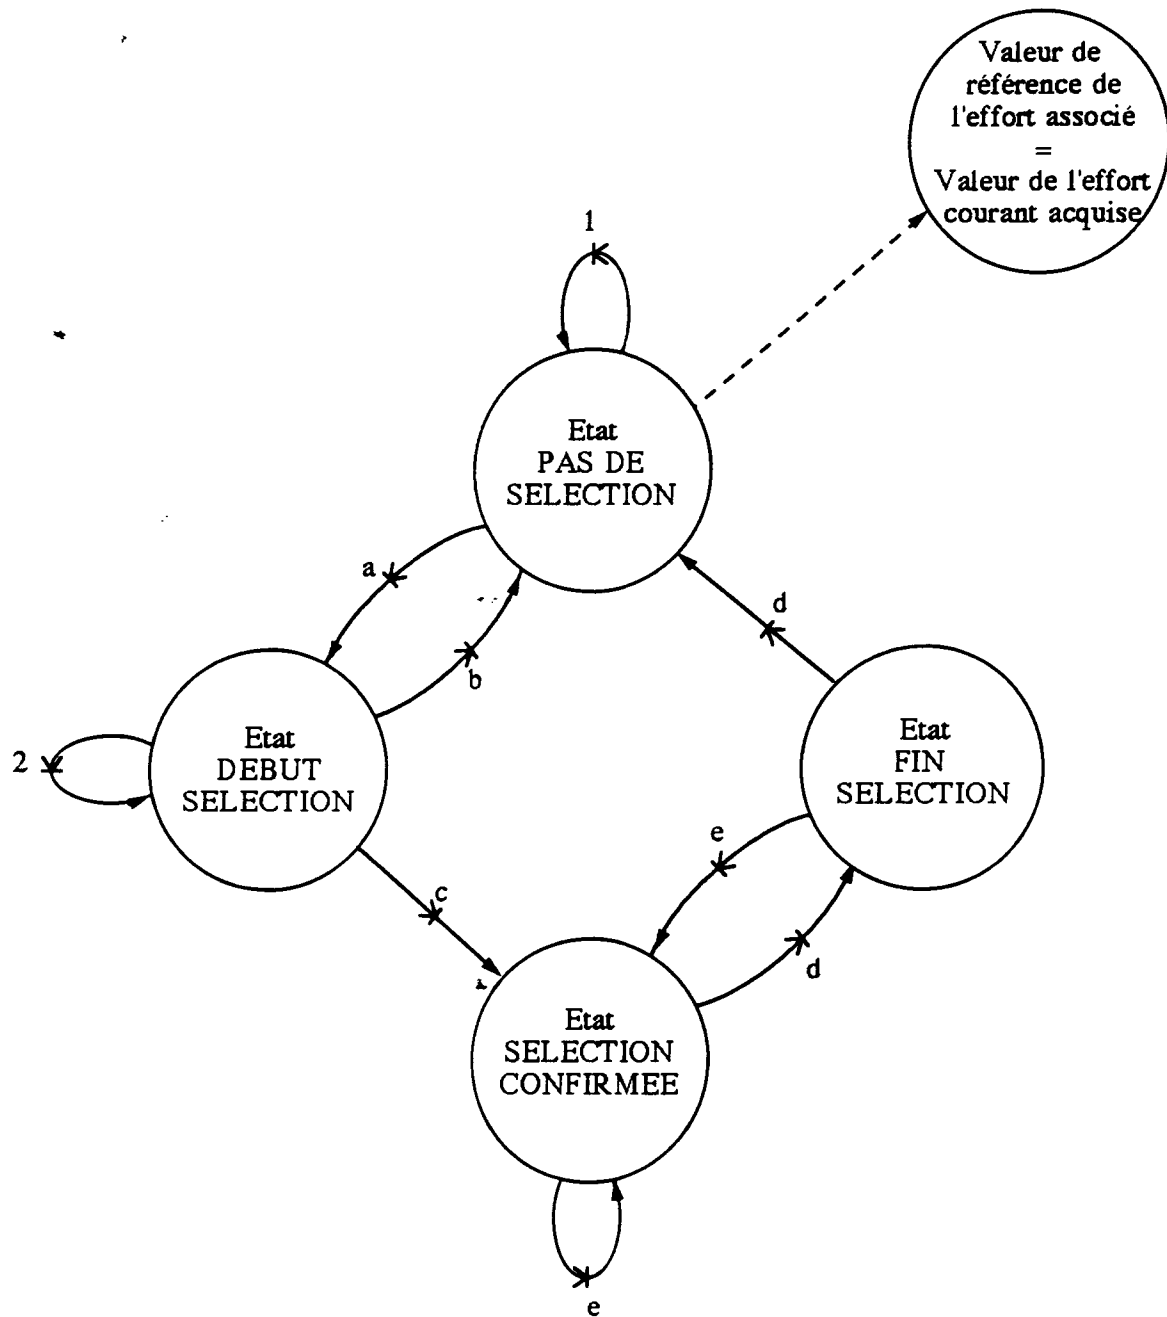 Valeur de
référence de
l'effort associé
=
Valeur de l'effort
courant acquise
1
Etat
PAS DE
SELECTION
a
b
d
2
Etat
DEBUT
SELECTION
Etat
FIN
SELECTION
c
e
d
Etat
SELECTION
CONFIRMEE
e